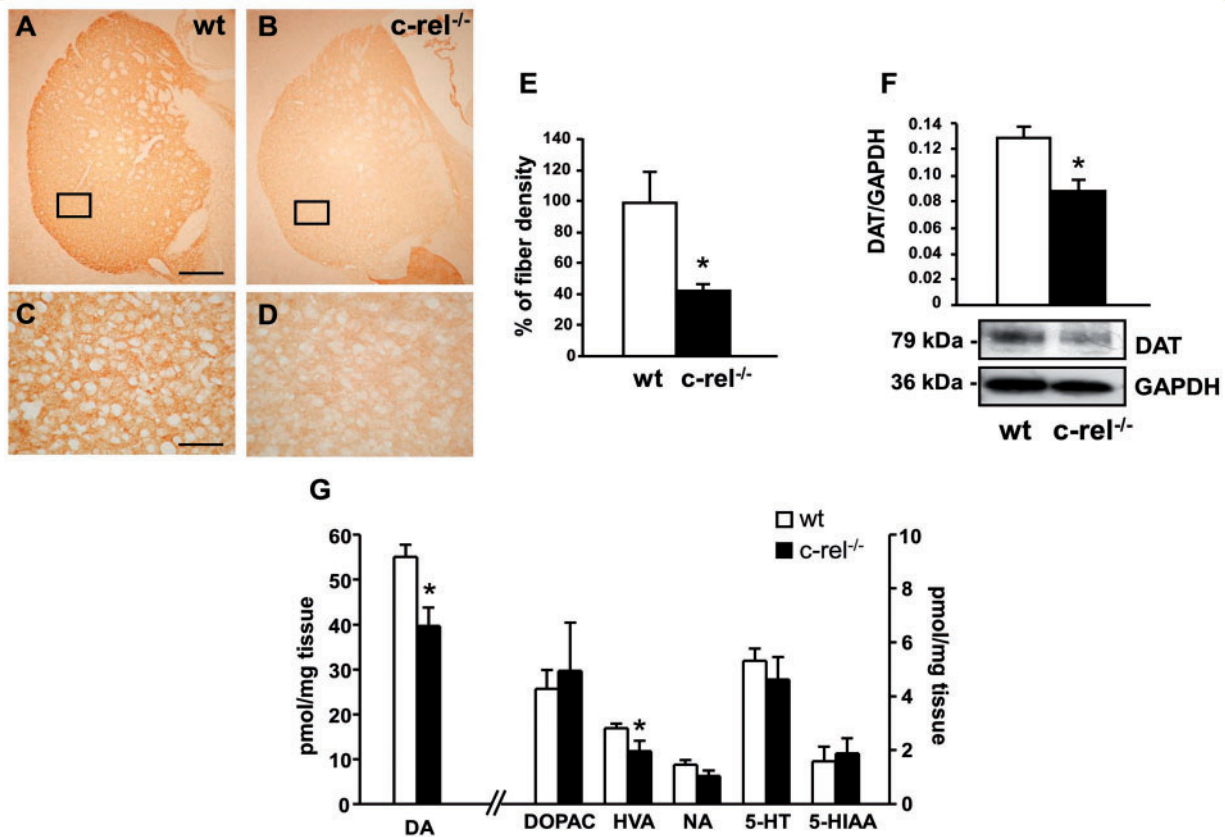 A wt
B c-rel-/-
C
D
E
% of fiber density
140
120
100
80
60
40
20
0
*
wt c-rel-/-
F
DAT/GAPDH
0.14
0.12
0.10
0.08
0.06
0.04
0.02
0
*
79 kDa - DAT
36 kDa - GAPDH
wt c-rel-/-
G
wt
c-rel-/-
pmol/mg tissue
60
50
40
30
20
10
0
*
*
10
8
6
4
2
0
pmol/mg tissue
DA // DOPAC HVA NA 5-HT 5-HIAA